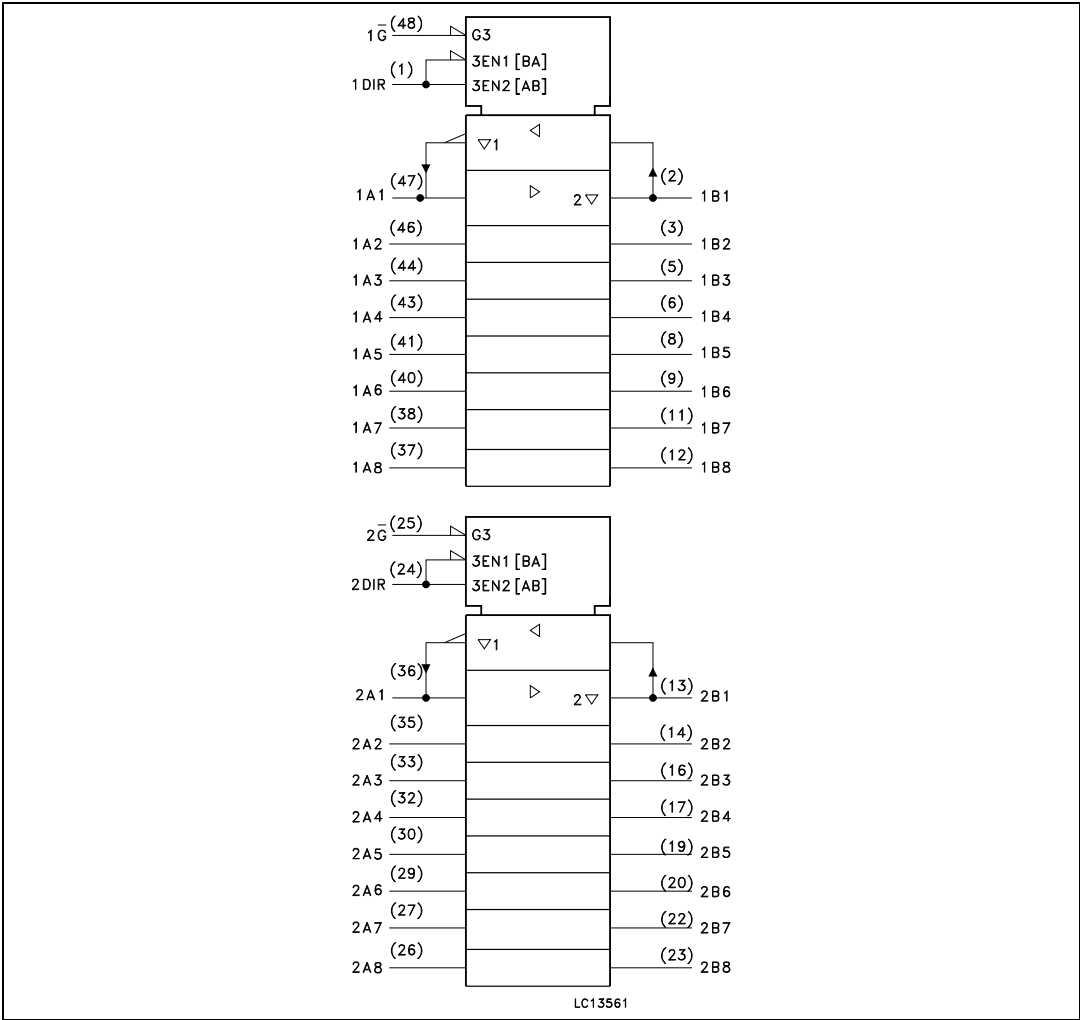 1G̅ (48) G3
3EN1 [BA]
1DIR (1) 3EN2 [AB]
▽1 ◁
1A1 (47) ▷ 2▽ (2) 1B1
1A2 (46) (3) 1B2
1A3 (44) (5) 1B3
1A4 (43) (6) 1B4
1A5 (41) (8) 1B5
1A6 (40) (9) 1B6
1A7 (38) (11) 1B7
1A8 (37) (12) 1B8
2G̅ (25) G3
3EN1 [BA]
2DIR (24) 3EN2 [AB]
▽1 ◁
2A1 (36) ▷ 2▽ (13) 2B1
2A2 (35) (14) 2B2
2A3 (33) (16) 2B3
2A4 (32) (17) 2B4
2A5 (30) (19) 2B5
2A6 (29) (20) 2B6
2A7 (27) (22) 2B7
2A8 (26) (23) 2B8
LC13561